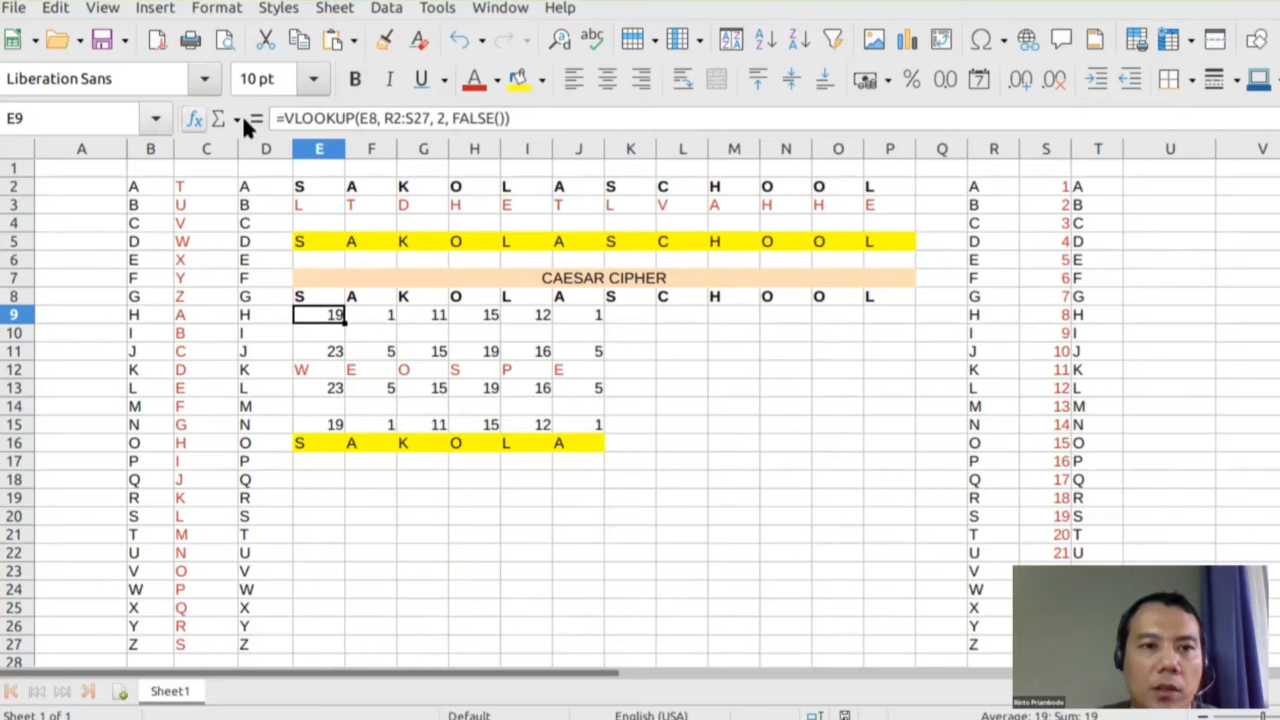 File Edit View Insert Format Styles Sheet Data Tools Window Help
Liberation Sans 10 pt
E9 fx Σ = =VLOOKUP(E8, R2:S27, 2, FALSE())
A B C D E F G H I J K L M N O P Q R S T U V
1
2 A T A S A K O L A S C H O O L A 1 A
3 B U B L T D H E T L V A H H E B 2 B
4 C V C C 3 C
5 D W D S A K O L A S C H O O L D 4 D
6 E X E E 5 E
7 F Y F CAESAR CIPHER F 6 F
8 G Z G S A K O L A S C H O O L G 7 G
9 H A H 19 1 11 15 12 1 H 8 H
10 I B I I 9 I
11 J C J 23 5 15 19 16 5 J 10 J
12 K D K W E O S P E K 11 K
13 L E L 23 5 15 19 16 5 L 12 L
14 M F M M 13 M
15 N G N 19 1 11 15 12 1 N 14 N
16 O H O S A K O L A O 15 O
17 P I P P 16 P
18 Q J Q Q 17 Q
19 R K R R 18 R
20 S L S S 19 S
21 T M T T 20 T
22 U N U U 21 U
23 V O V V
24 W P W W
25 X Q X X
26 Y R Y Y
27 Z S Z Z
28
Rinto Priambodo
Sheet1
Sheet 1 of 1 Default English (USA) Average: 19; Sum: 19